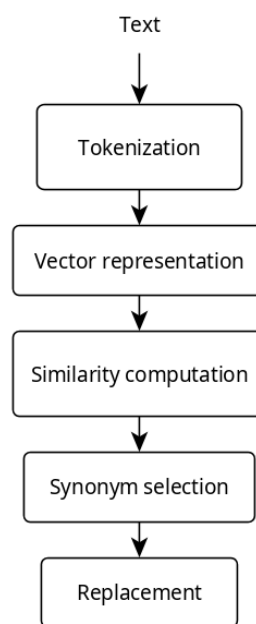 Text
Tokenization
Vector representation
Similarity computation
Synonym selection
Replacement